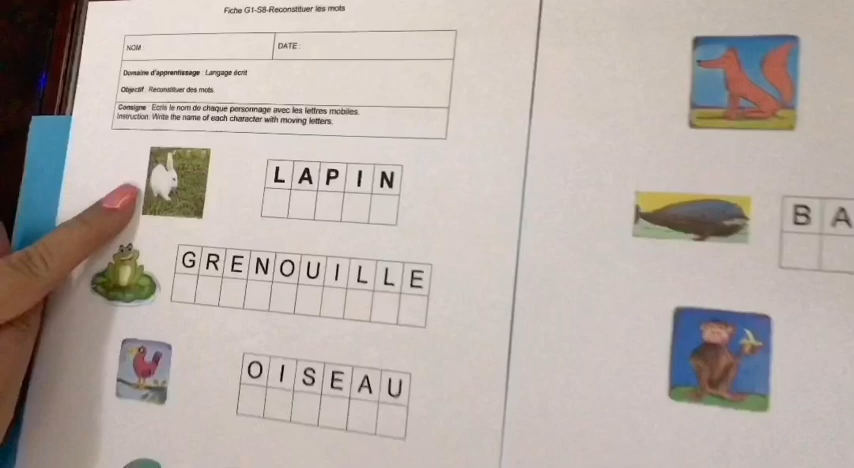 Fiche G1-S8-Reconstituer les mots
NOM
DATE :
Domaine d'apprentissage : Langage écrit
Objectif : Reconstituer des mots.
Consigne : Ecris le nom de chaque personnage avec les lettres mobiles.
Instruction: Write the name of each character with moving letters.
LAPIN
GRENOUILLE
OISEAU
BA